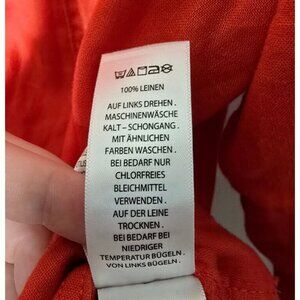 100% LEINEN
AUF LINKS DREHEN .
MASCHINENWÄSCHE
KALT – SCHONGANG .
MIT ÄHNLICHEN
FARBEN WASCHEN .
BEI BEDARF NUR
CHLORFREIES
BLEICHMITTEL
VERWENDEN .
AUF DER LEINE
TROCKNEN .
BEI BEDARF BEI
NIEDRIGER
TEMPERATUR BÜGELN .
VON LINKS BÜGELN .